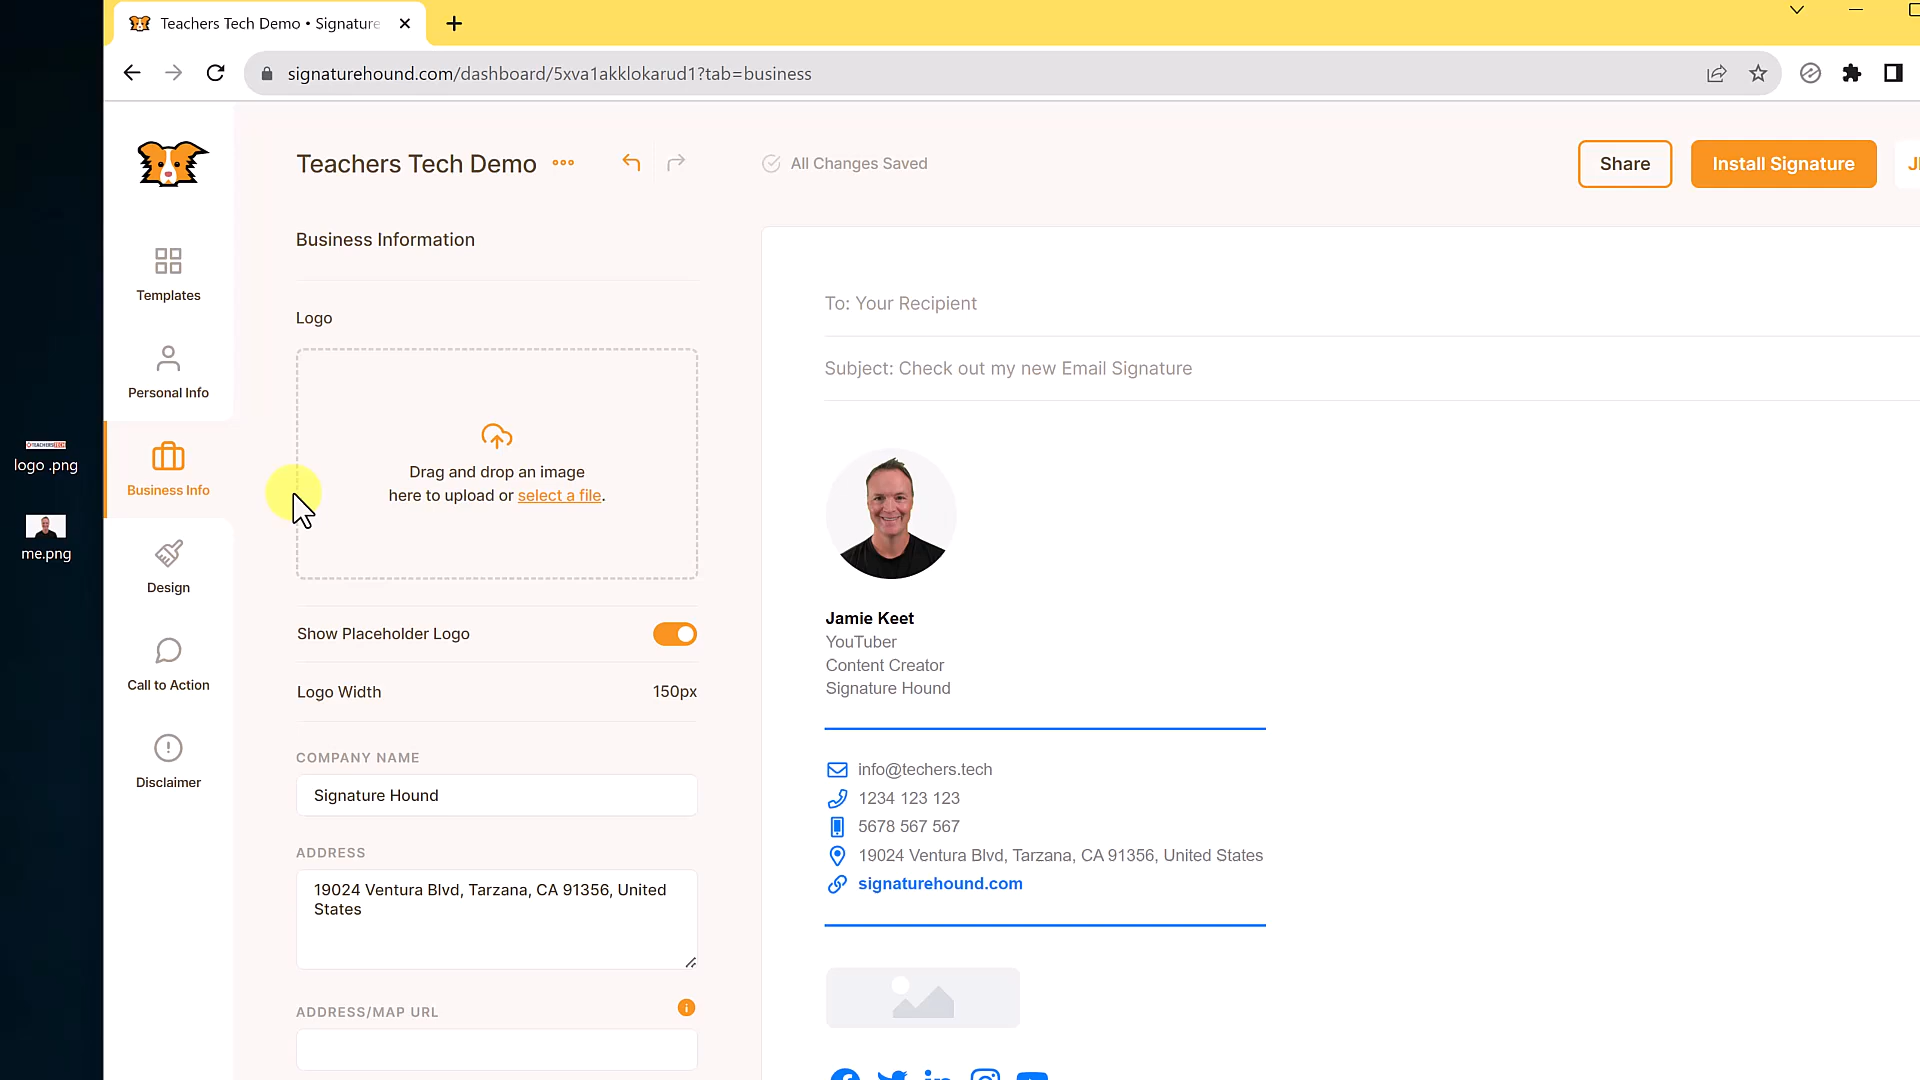 Teachers Tech Demo • Signature
signaturehound.com/dashboard/5xva1akklokarud1?tab=business
Teachers Tech Demo
All Changes Saved
Share
Install Signature
Templates
Personal Info
Business Info
Design
Call to Action
Disclaimer
logo .png
me.png
Business Information
Logo
Drag and drop an image
here to upload or select a file.
Show Placeholder Logo
Logo Width 150px
COMPANY NAME
Signature Hound
ADDRESS
19024 Ventura Blvd, Tarzana, CA 91356, United
States
ADDRESS/MAP URL
To: Your Recipient
Subject: Check out my new Email Signature
Jamie Keet
YouTuber
Content Creator
Signature Hound
info@techers.tech
1234 123 123
5678 567 567
19024 Ventura Blvd, Tarzana, CA 91356, United States
signaturehound.com